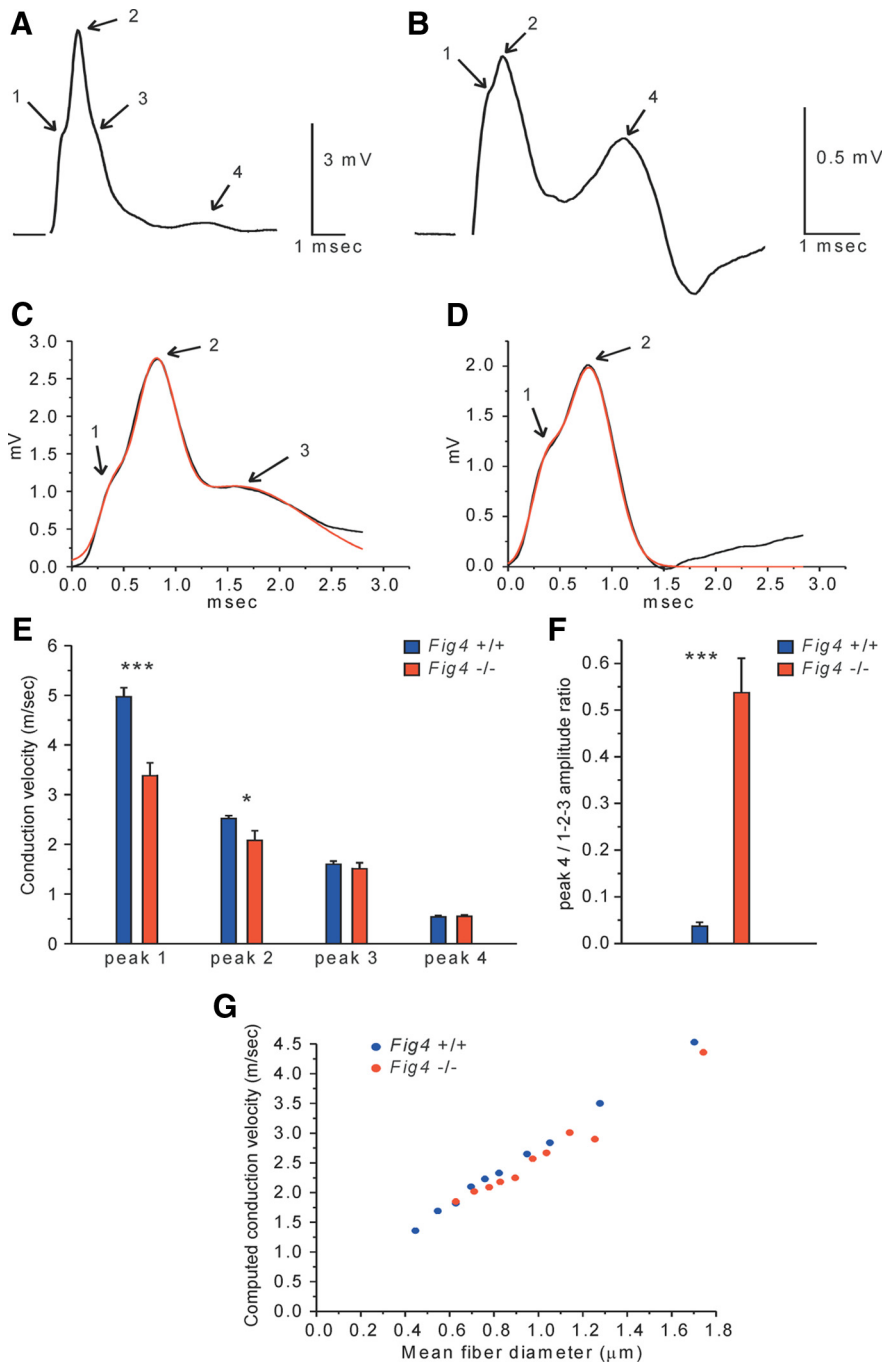 A
2
1
3
4
3 mV
1 msec
B
2
1
4
0.5 mV
1 msec
C
3.0
2.5
2.0
1.5
1.0
0.5
0.0
mV
1
2
3
0.0 0.5 1.0 1.5 2.0 2.5 3.0
msec
D
2.0
1.5
1.0
0.5
0.0
mV
1
2
0.0 0.5 1.0 1.5 2.0 2.5 3.0
msec
E
Conduction velocity (m/sec)
6
5
4
3
2
1
0
***
*
Fig4 +/+
Fig4 -/-
peak 1 peak 2 peak 3 peak 4
F
peak 4 / 1-2-3 amplitude ratio
0.6
0.5
0.4
0.3
0.2
0.1
0.0
***
Fig4 +/+
Fig4 -/-
G
Computed conduction velocity (m/sec)
4.5
4.0
3.5
3.0
2.5
2.0
1.5
1.0
0.5
0.0
Fig4 +/+
Fig4 -/-
0.0 0.2 0.4 0.6 0.8 1.0 1.2 1.4 1.6 1.8
Mean fiber diameter (μm)